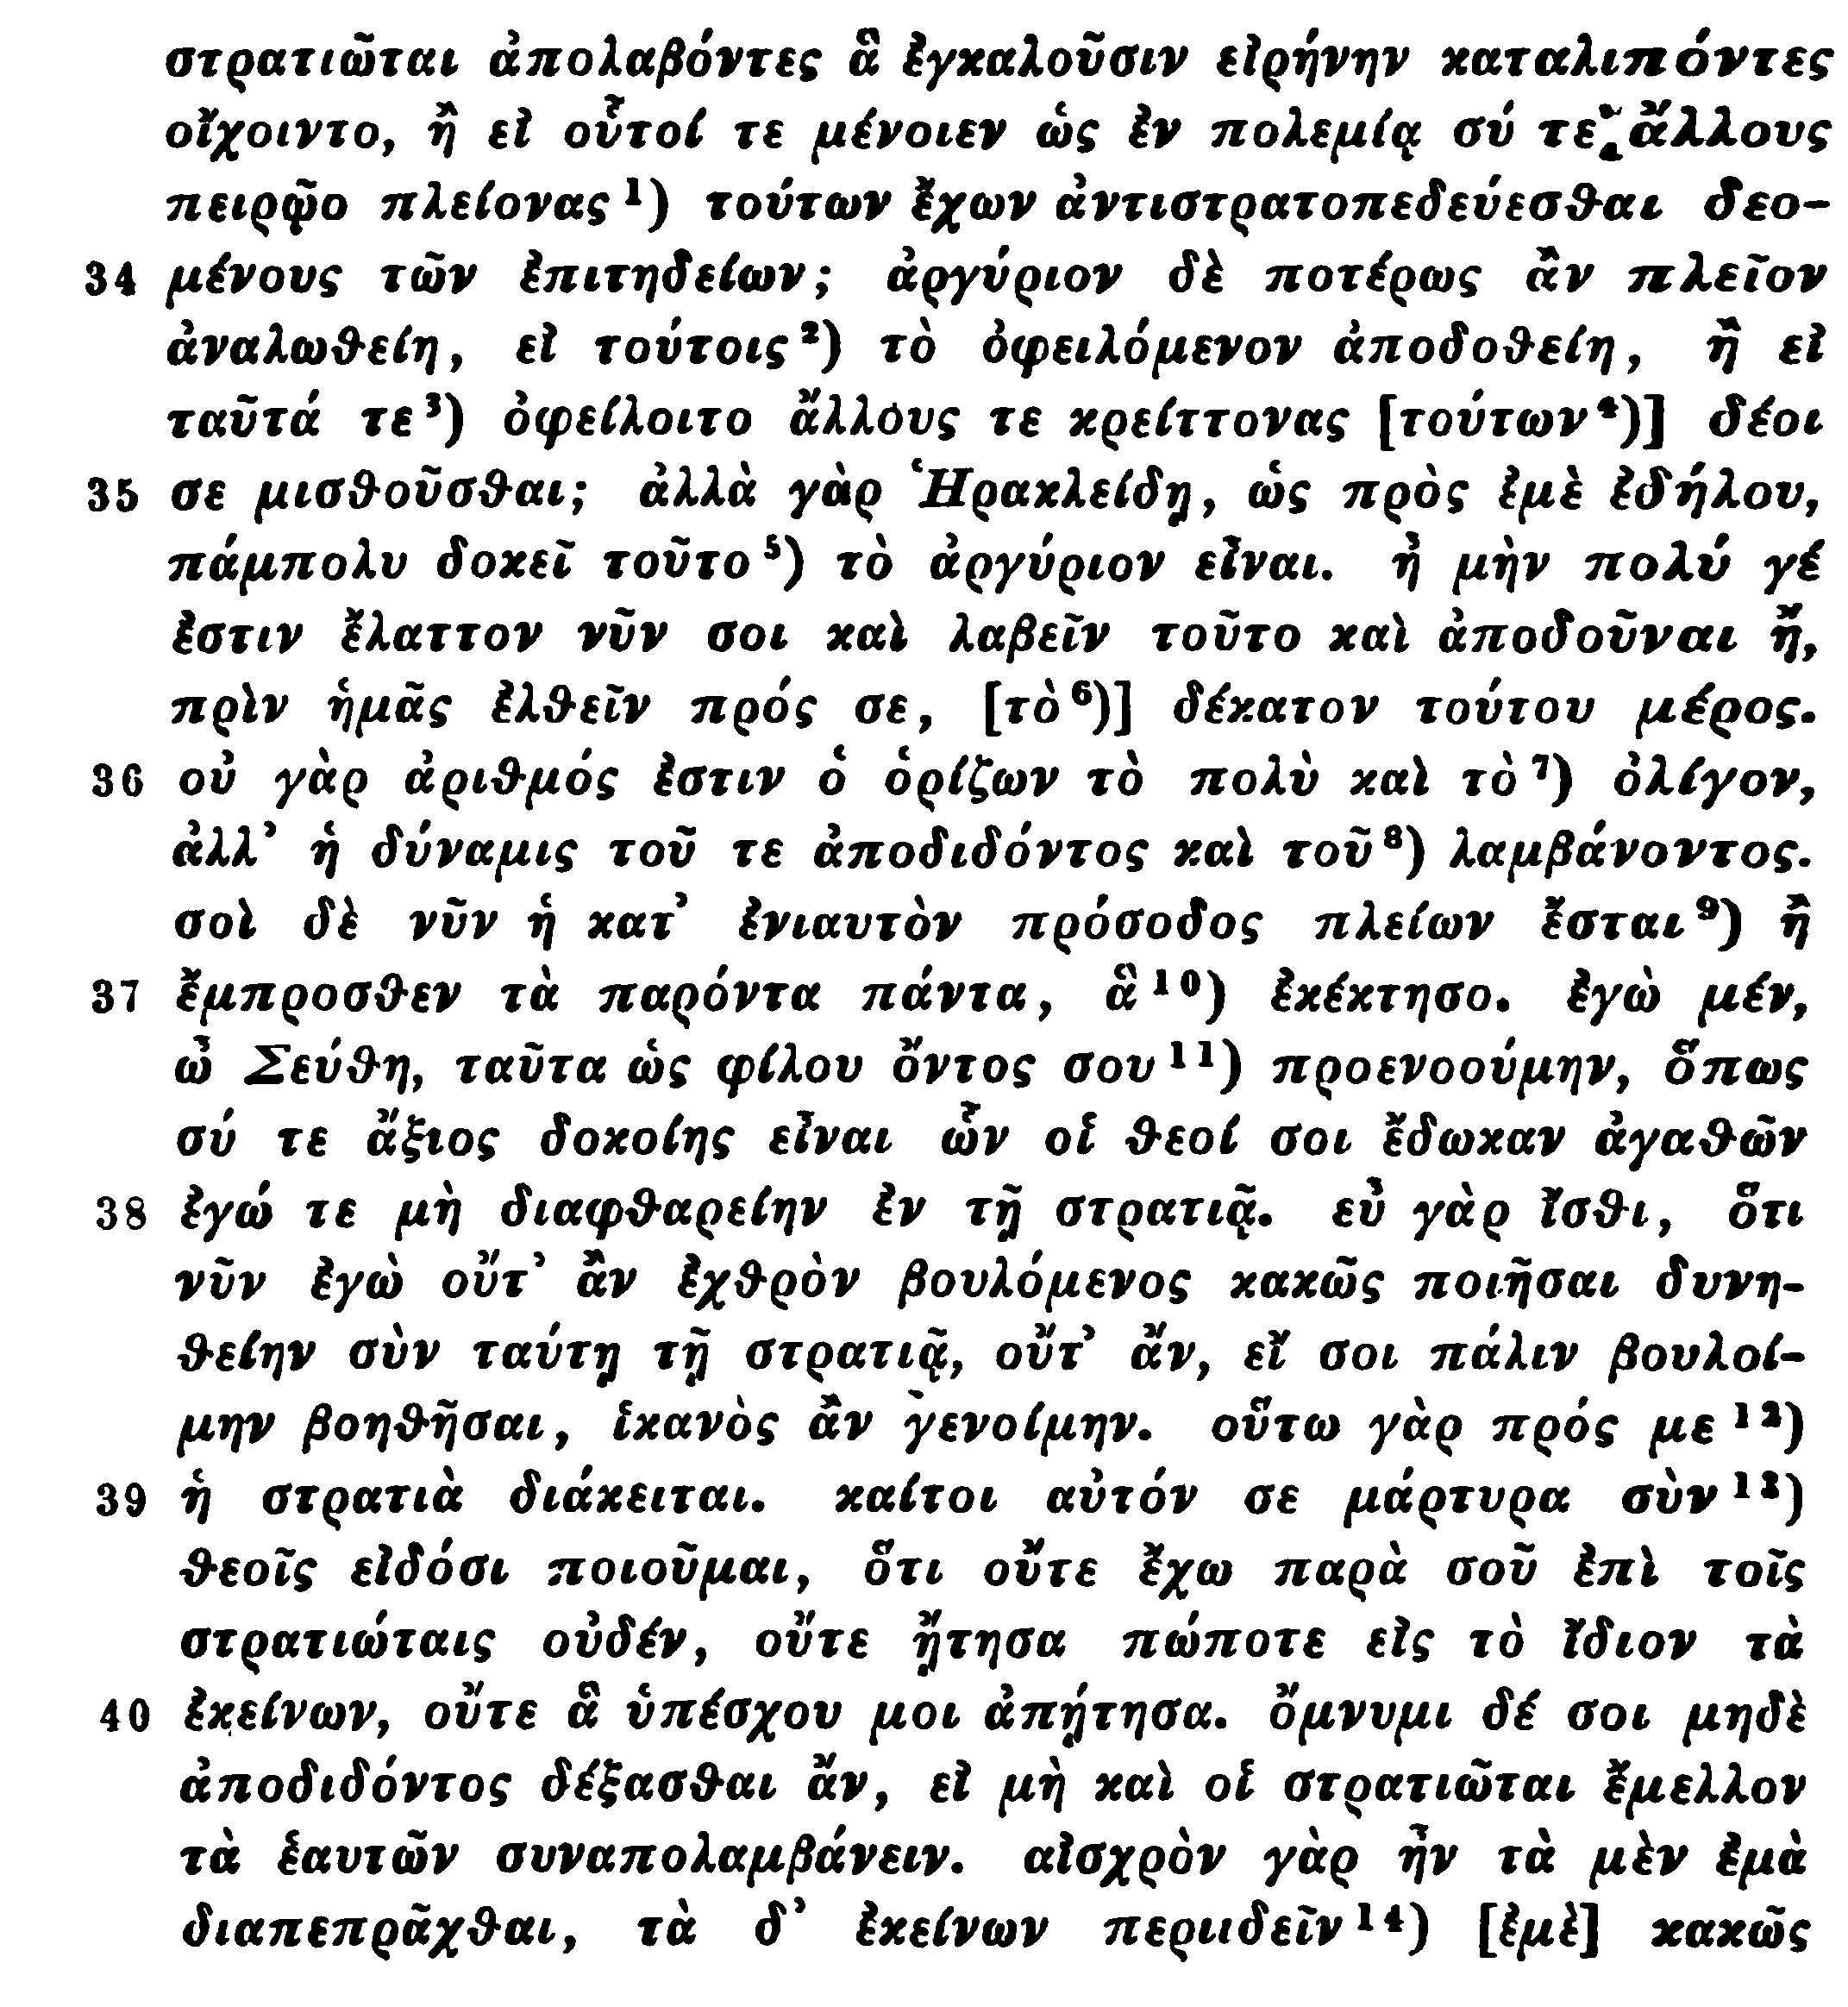 στρατιῶται ἀπολαβόντες ἃ ἐγκαλοῦσιν εἰρήνην καταλιπόντες
οἴχοιντο, ἢ εἰ οὗτοί τε μένοιεν ὡς ἐν πολεμίᾳ σύ τε ἄλλους
πειρῷο πλείονας¹) τούτων ἔχων ἀντιστρατοπεδεύεσθαι δεο-
34 μένους τῶν ἐπιτηδείων; ἀργύριον δὲ ποτέρως ἂν πλεῖον
ἀναλωθείη, εἰ τούτοις²) τὸ ὀφειλόμενον ἀποδοθείη, ἢ εἰ
ταῦτά τε³) ὀφείλοιτο ἄλλους τε κρείττονας [τούτων⁴)] δέοι
35 σε μισθοῦσθαι; ἀλλὰ γὰρ Ἡρακλείδῃ, ὡς πρὸς ἐμὲ ἐδήλου,
πάμπολυ δοκεῖ τοῦτο⁵) τὸ ἀργύριον εἶναι. ἦ μὴν πολύ γέ
ἐστιν ἔλαττον νῦν σοι καὶ λαβεῖν τοῦτο καὶ ἀποδοῦναι ἤ,
πρὶν ἡμᾶς ἐλθεῖν πρός σε, [τὸ⁶)] δέκατον τούτου μέρος.
36 οὐ γὰρ ἀριθμός ἐστιν ὁ ὁρίζων τὸ πολὺ καὶ τὸ⁷) ὀλίγον,
ἀλλ’ ἡ δύναμις τοῦ τε ἀποδιδόντος καὶ τοῦ⁸) λαμβάνοντος.
σοὶ δὲ νῦν ἡ κατ’ ἐνιαυτὸν πρόσοδος πλείων ἔσται⁹) ἢ
37 ἔμπροσθεν τὰ παρόντα πάντα, ἃ¹⁰) ἐκέκτησο. ἐγὼ μέν,
ὦ Σεύθη, ταῦτα ὡς φίλου ὄντος σου¹¹) προενοούμην, ὅπως
σύ τε ἄξιος δοκοίης εἶναι ὧν οἱ θεοί σοι ἔδωκαν ἀγαθῶν
38 ἐγώ τε μὴ διαφθαρείην ἐν τῇ στρατιᾷ. εὖ γὰρ ἴσθι, ὅτι
νῦν ἐγὼ οὔτ’ ἂν ἐχθρὸν βουλόμενος κακῶς ποιῆσαι δυνη-
θείην σὺν ταύτῃ τῇ στρατιᾷ, οὔτ’ ἄν, εἴ σοι πάλιν βουλοί-
μην βοηθῆσαι, ἱκανὸς ἂν γενοίμην. οὕτω γὰρ πρός με¹²)
39 ἡ στρατιὰ διάκειται. καίτοι αὐτόν σε μάρτυρα σὺν¹³)
θεοῖς εἰδόσι ποιοῦμαι, ὅτι οὔτε ἔχω παρὰ σοῦ ἐπὶ τοῖς
στρατιώταις οὐδέν, οὔτε ᾔτησα πώποτε εἰς τὸ ἴδιον τὰ
40 ἐκείνων, οὔτε ἃ ὑπέσχου μοι ἀπῄτησα. ὄμνυμι δέ σοι μηδὲ
ἀποδιδόντος δέξασθαι ἄν, εἰ μὴ καὶ οἱ στρατιῶται ἔμελλον
τὰ ἑαυτῶν συναπολαμβάνειν. αἰσχρὸν γὰρ ἦν τὰ μὲν ἐμὰ
διαπεπρᾶχθαι, τὰ δ’ ἐκείνων περιιδεῖν¹⁴) [ἐμὲ] κακῶς